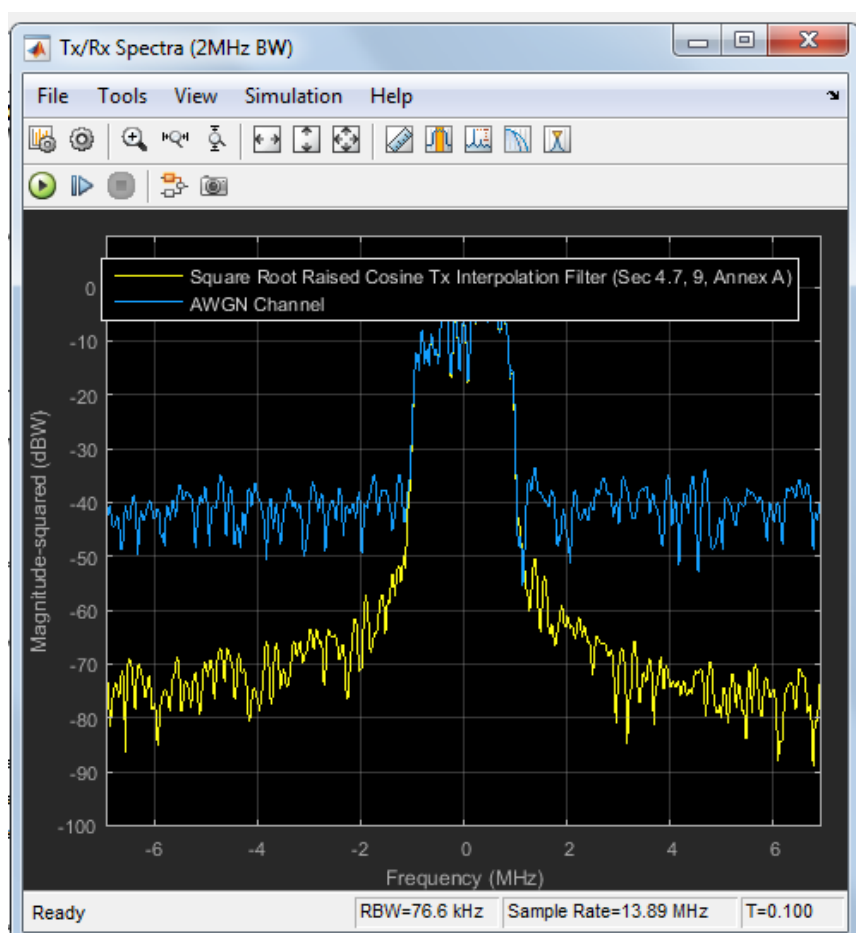 Tx/Rx Spectra (2MHz BW)
File Tools View Simulation Help
Square Root Raised Cosine Tx Interpolation Filter (Sec 4.7, 9, Annex A)
AWGN Channel
0
-10
-20
-30
-40
-50
-60
-70
-80
-90
-100
Magnitude-squared (dBW)
-6 -4 -2 0 2 4 6
Frequency (MHz)
Ready RBW=76.6 kHz Sample Rate=13.89 MHz T=0.100